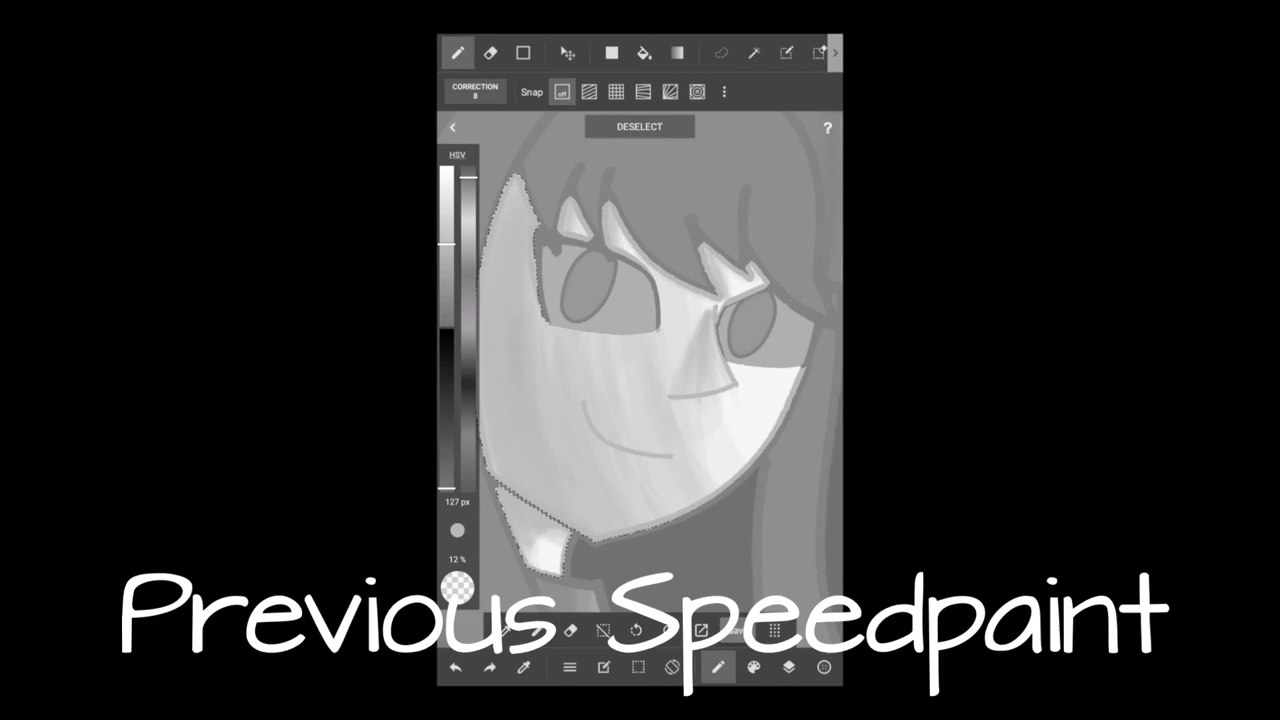 CORRECTION
8
Snap
off
DESELECT
?
HSV
127 px
12 %
Previous Speedpaint